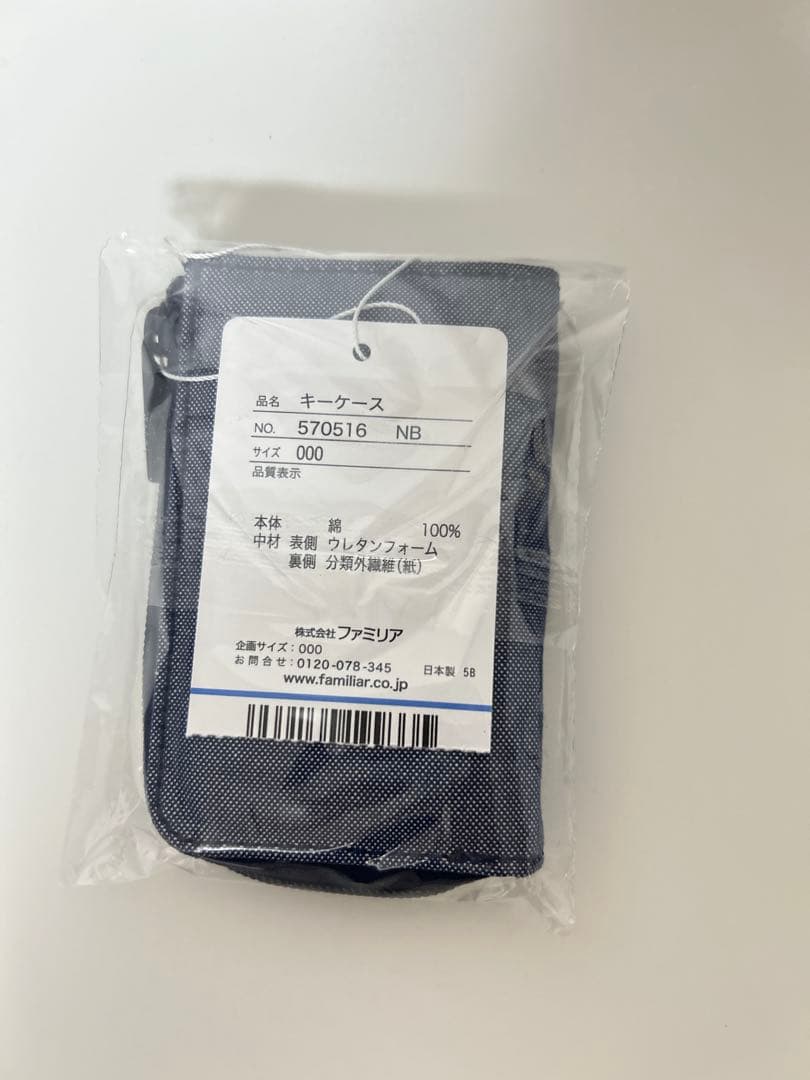 品名 キーケース
NO. 570516 NB
サイズ 000
品質表示
本体 綿 100%
中材 表側 ウレタンフォーム
裏側 分類外繊維(紙)
株式会社ファミリア
企画サイズ:000
お問合せ:0120-078-345 日本製 5B
www.familiar.co.jp